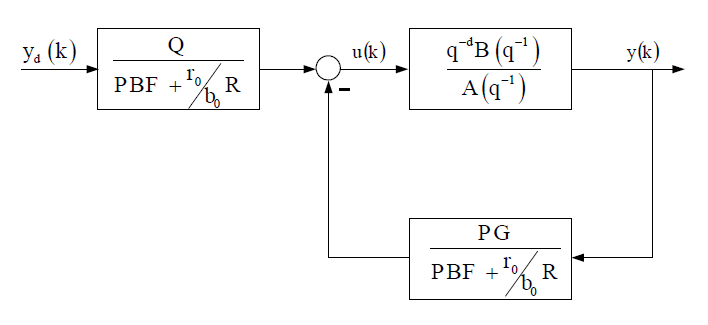 y_d (k)
Q
PBF + r_0/b_0 R
u(k)
q^{-d}B(q^{-1})
A(q^{-1})
y(k)
−
PG
PBF + r_0/b_0 R